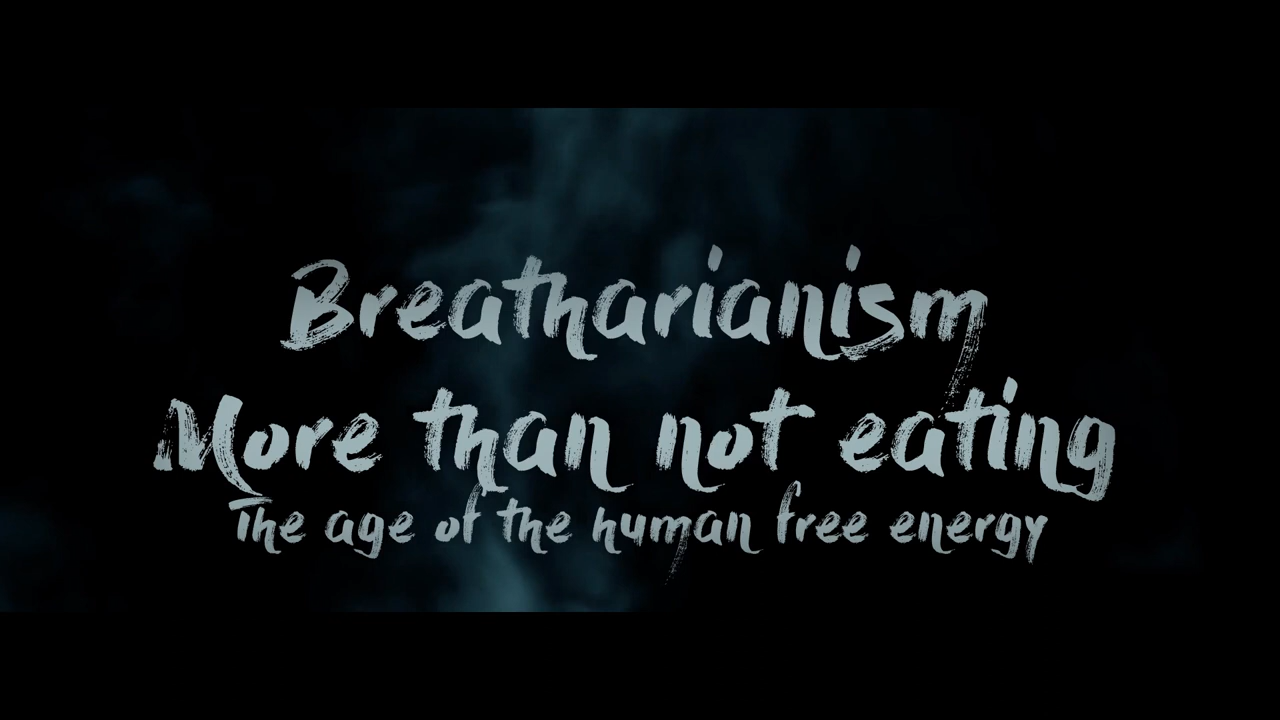 Breatharianism
More than not eating
The age of the human free energy